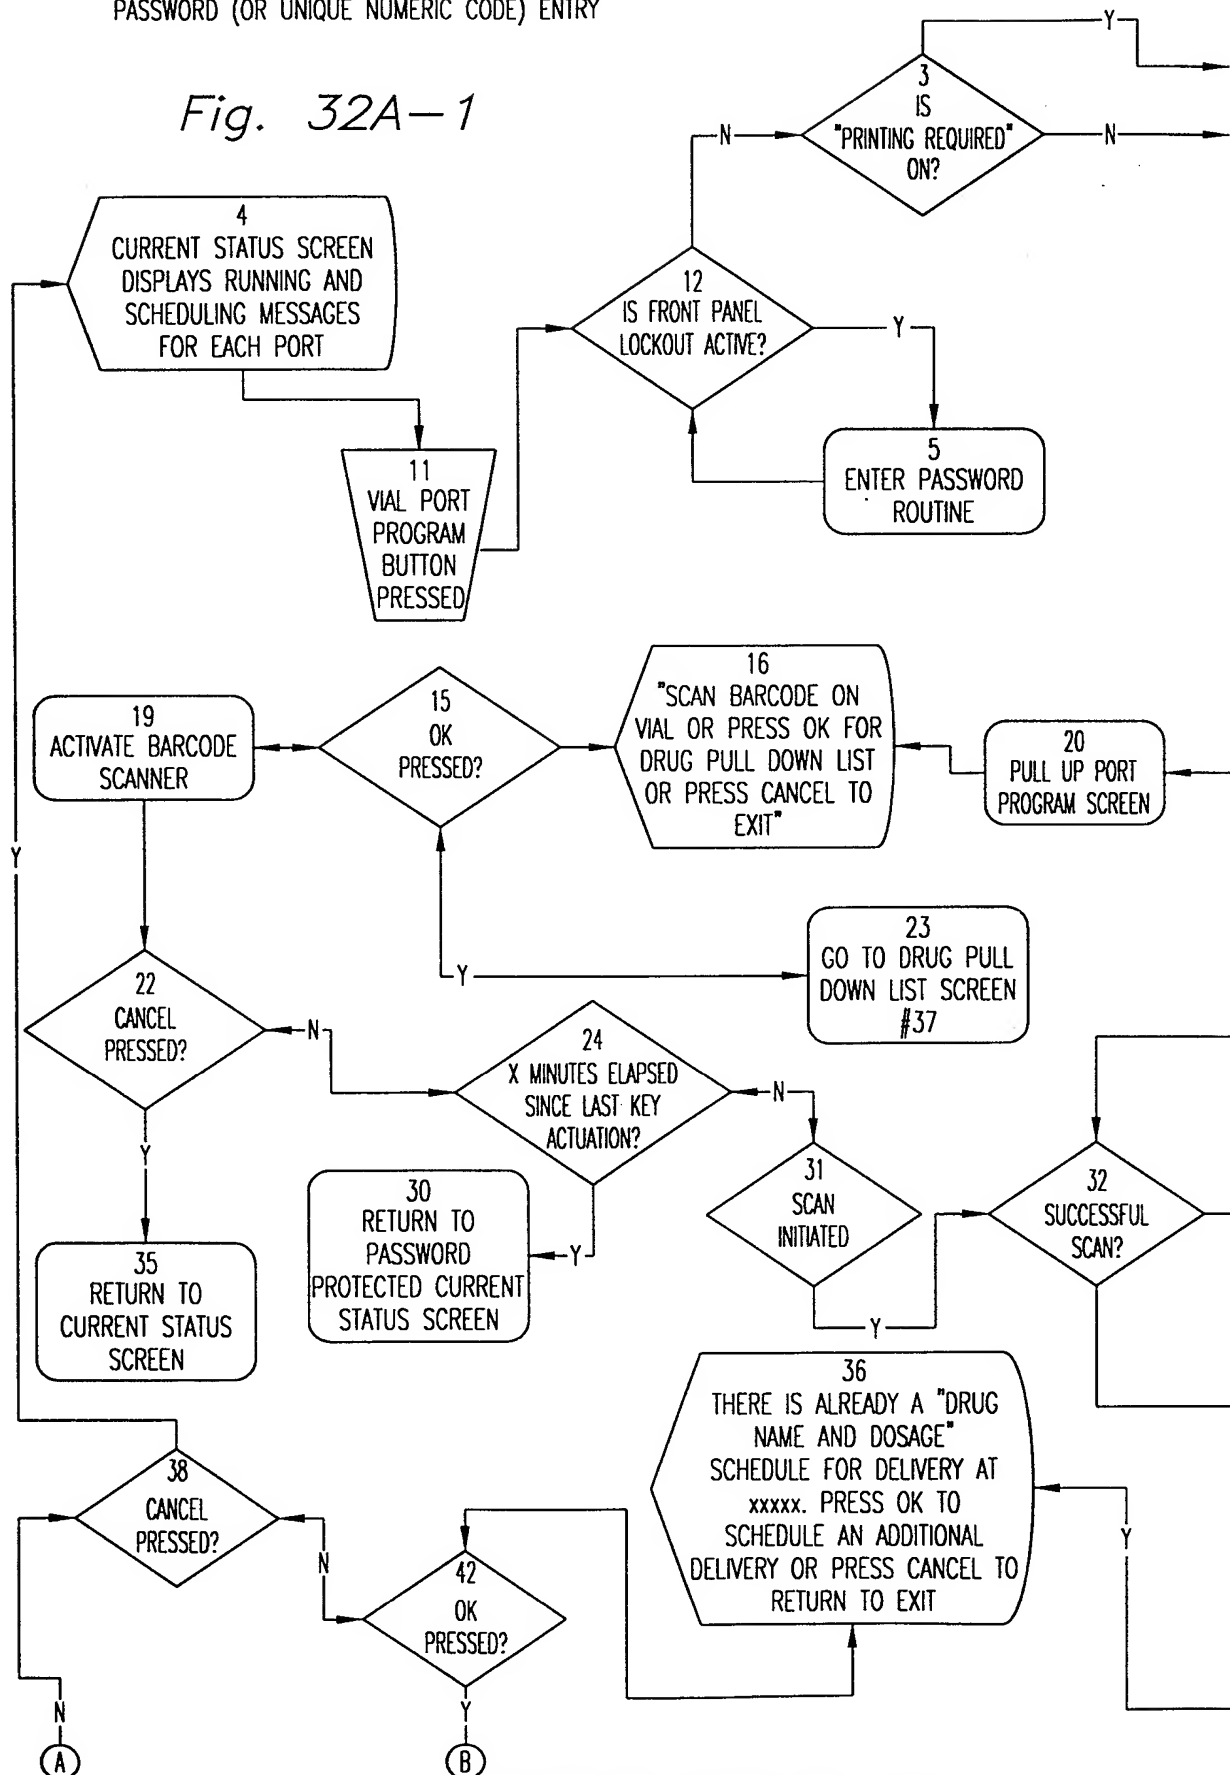 PASSWORD (OR UNIQUE NUMERIC CODE) ENTRY
Fig. 32A-1
Y
3
IS
"PRINTING REQUIRED"
ON?
N
N
4
CURRENT STATUS SCREEN
DISPLAYS RUNNING AND
SCHEDULING MESSAGES
FOR EACH PORT
12
IS FRONT PANEL
LOCKOUT ACTIVE?
Y
5
ENTER PASSWORD
ROUTINE
11
VIAL PORT
PROGRAM
BUTTON
PRESSED
19
ACTIVATE BARCODE
SCANNER
15
OK
PRESSED?
16
"SCAN BARCODE ON
VIAL OR PRESS OK FOR
DRUG PULL DOWN LIST
OR PRESS CANCEL TO
EXIT"
20
PULL UP PORT
PROGRAM SCREEN
Y
Y
23
GO TO DRUG PULL
DOWN LIST SCREEN
#37
22
CANCEL
PRESSED?
N
24
X MINUTES ELAPSED
SINCE LAST KEY
ACTUATION?
N
31
SCAN
INITIATED
32
SUCCESSFUL
SCAN?
Y
30
RETURN TO
PASSWORD
PROTECTED CURRENT
STATUS SCREEN
Y
Y
35
RETURN TO
CURRENT STATUS
SCREEN
36
THERE IS ALREADY A "DRUG
NAME AND DOSAGE"
SCHEDULE FOR DELIVERY AT
xxxxx. PRESS OK TO
SCHEDULE AN ADDITIONAL
DELIVERY OR PRESS CANCEL TO
RETURN TO EXIT
Y
38
CANCEL
PRESSED?
N
42
OK
PRESSED?
N
Y
A
B